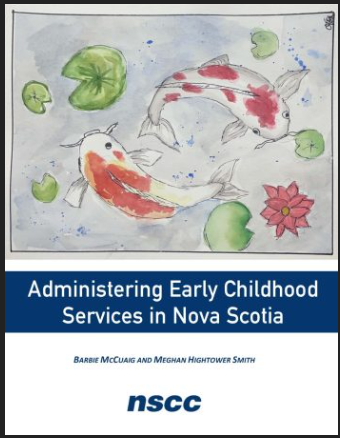 Administering Early Childhood
Services in Nova Scotia
BARBIE MCCUAIG AND MEGHAN HIGHTOWER SMITH
nscc